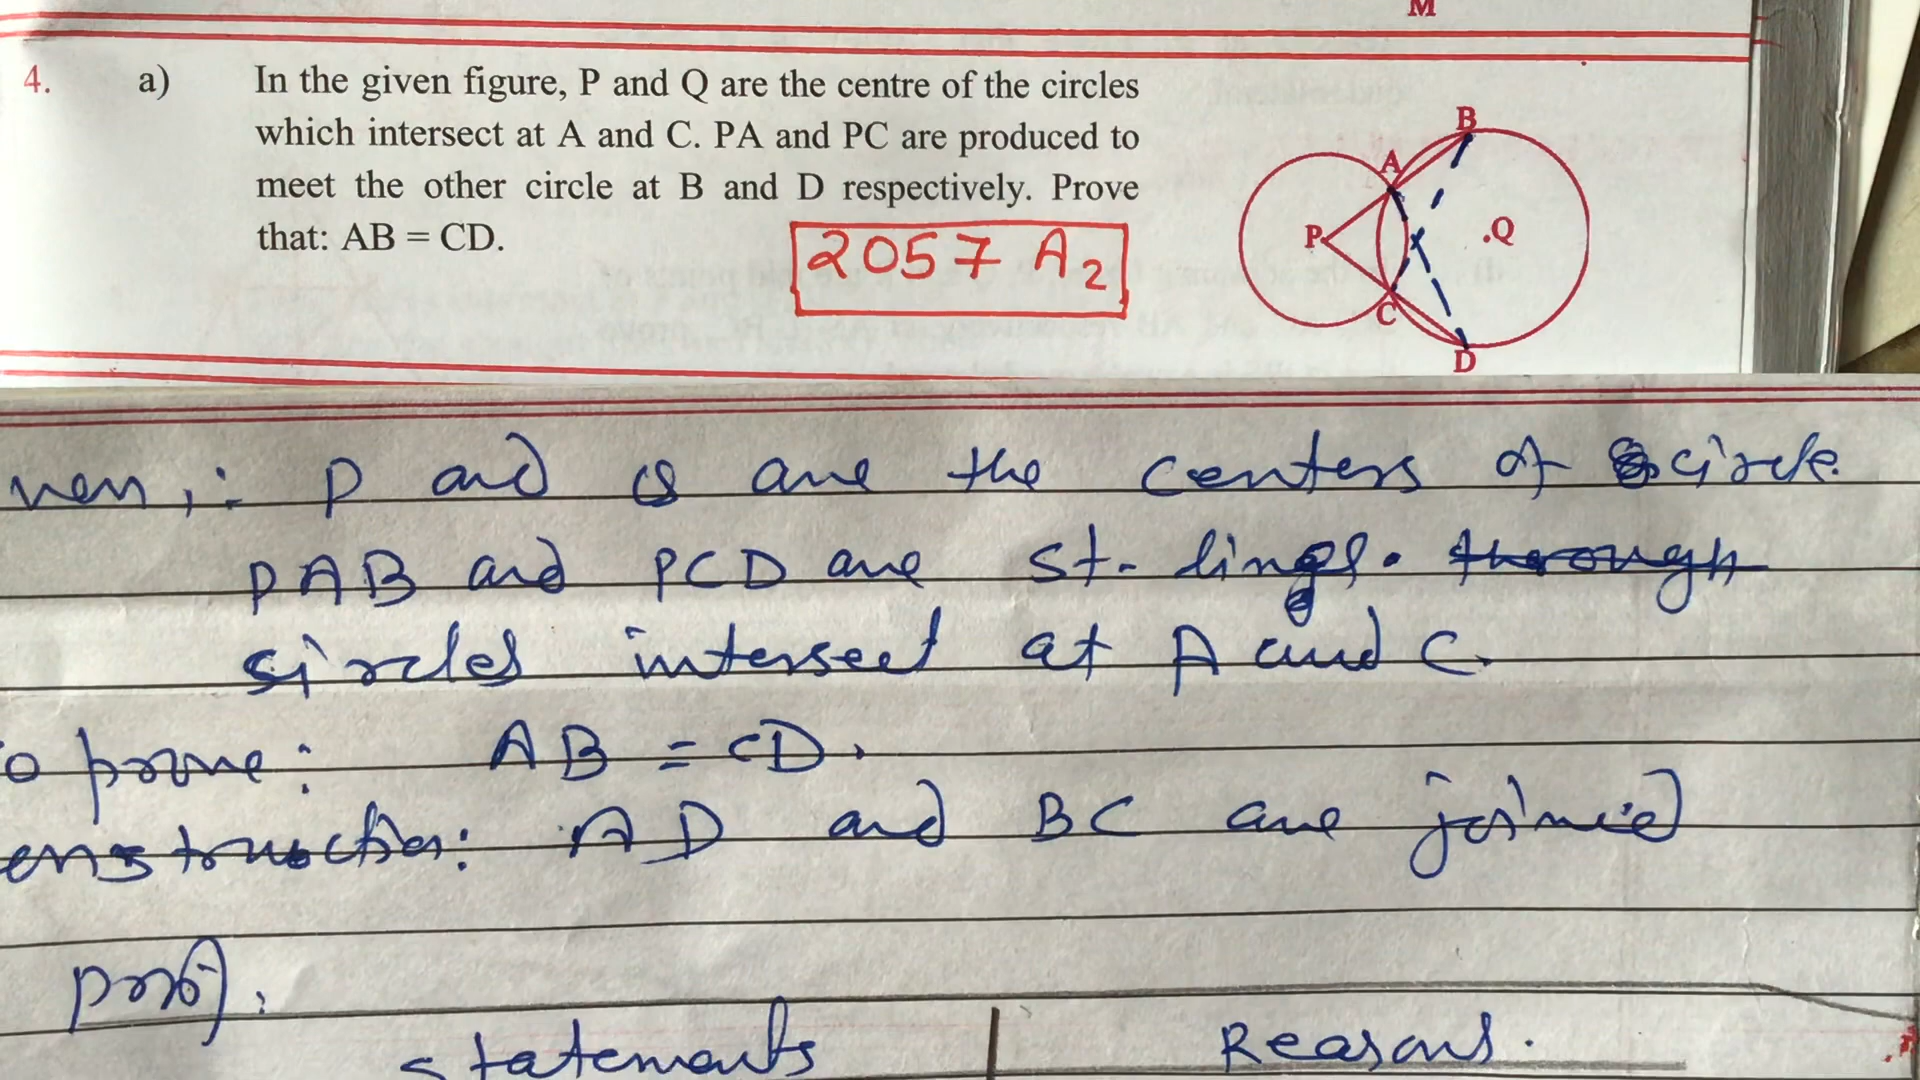 M
4. a) In the given figure, P and Q are the centre of the circles
which intersect at A and C. PA and PC are produced to
meet the other circle at B and D respectively. Prove
that: AB = CD.
2057 A2
B
A
P
.Q
C
D
ven,: P and Q are the centers of circle.
PAB and PCD are st. lines. through
circles intersect at A and C.
o prove: AB = CD.
onstruction: AD and BC are joined
proof,
statements Reasons.